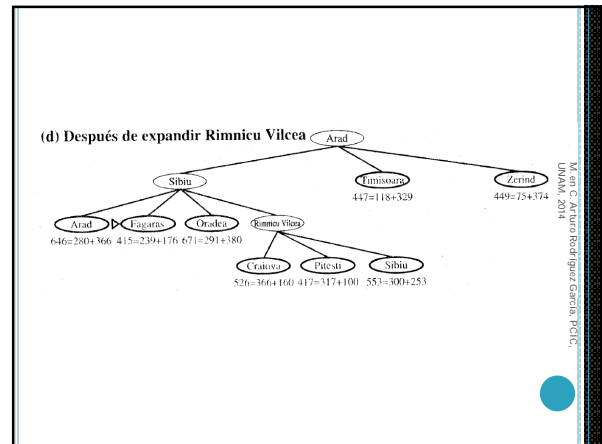 (d) Después de expandir Rimnicu Vilcea
Arad
Sibiu
Timisoara
Zerind
447=118+329
449=75+374
Arad
Fagaras
Oradea
Rimnicu Vilcea
646=280+366
415=239+176
671=291+380
Craiova
Pitesti
Sibiu
526=366+160
417=317+100
553=300+253
M. en C. Arturo Rodríguez García, PCIC,
UNAM, 2014